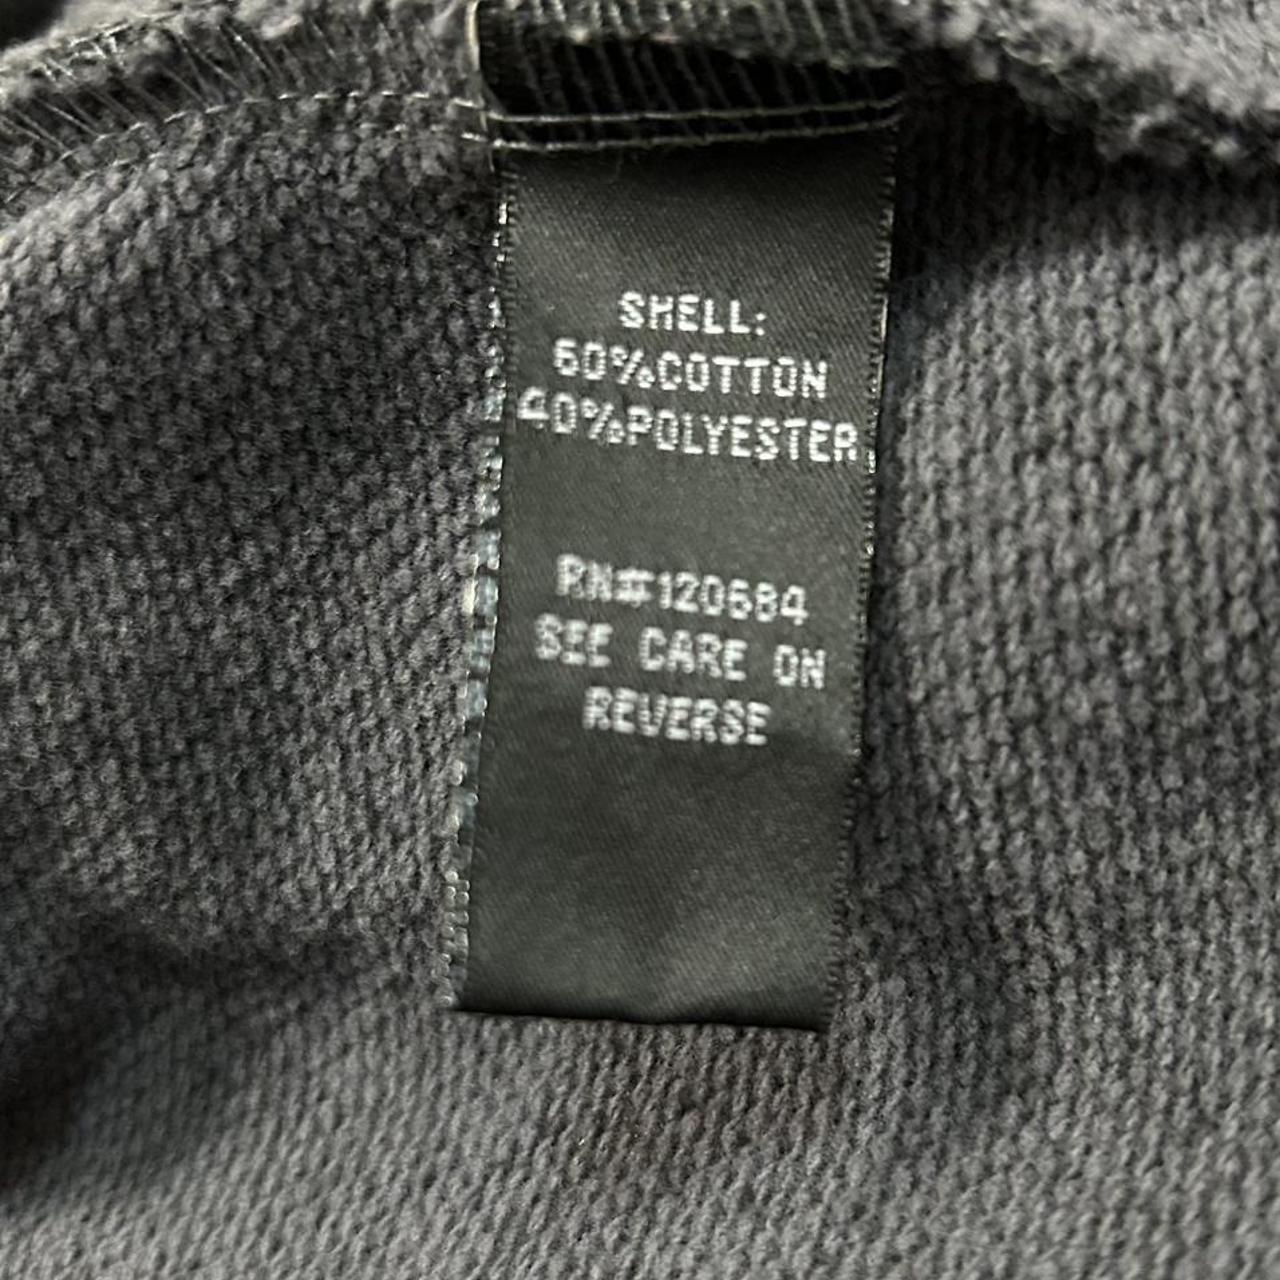 SHELL:
60%COTTON
40%POLYESTER
RN#120684
SEE CARE ON
REVERSE